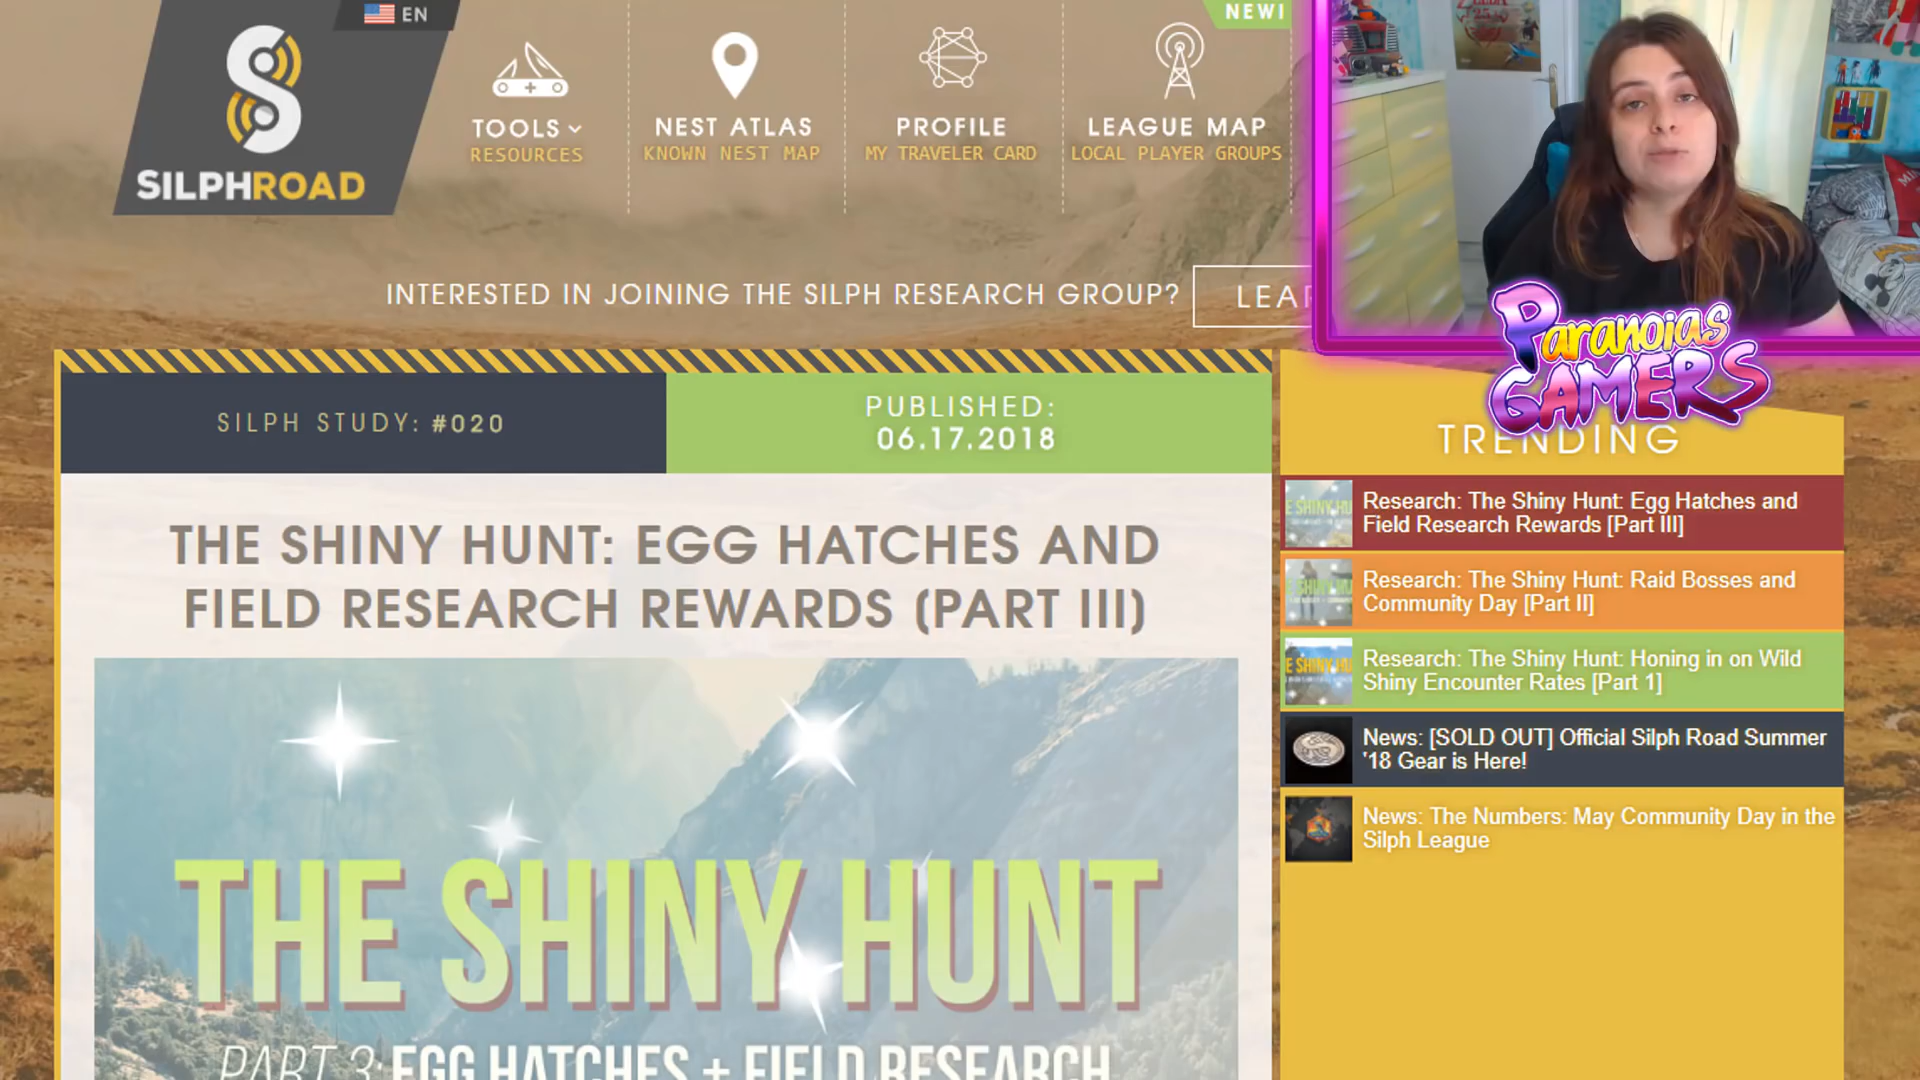 EN
SILPHROAD
TOOLS
RESOURCES
NEST ATLAS
KNOWN NEST MAP
PROFILE
MY TRAVELER CARD
NEW!
LEAGUE MAP
LOCAL PLAYER GROUPS
INTERESTED IN JOINING THE SILPH RESEARCH GROUP?
LEAR
Paranoias
GAMERS
SILPH STUDY: #020
PUBLISHED:
06.17.2018
THE SHINY HUNT: EGG HATCHES AND
FIELD RESEARCH REWARDS (PART III)
THE SHINY HUNT
PART 3: EGG HATCHES + FIELD RESEARCH
TRENDING
Research: The Shiny Hunt: Egg Hatches and
Field Research Rewards [Part III]
Research: The Shiny Hunt: Raid Bosses and
Community Day [Part II]
Research: The Shiny Hunt: Honing in on Wild
Shiny Encounter Rates [Part 1]
News: [SOLD OUT] Official Silph Road Summer
'18 Gear is Here!
News: The Numbers: May Community Day in the
Silph League